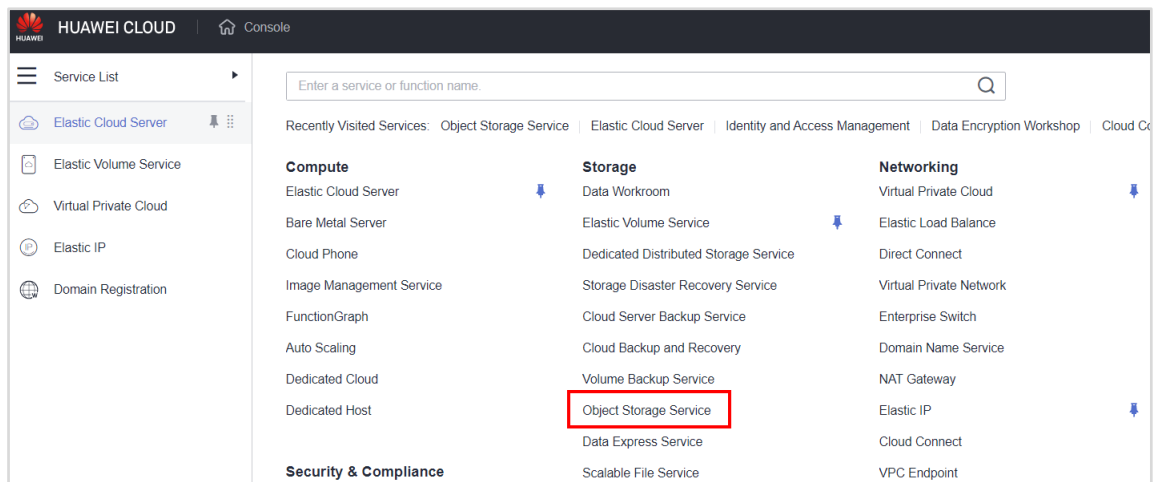 HUAWEI
HUAWEI CLOUD
Console
Service List
Elastic Cloud Server
Elastic Volume Service
Virtual Private Cloud
Elastic IP
Domain Registration
Enter a service or function name.
Recently Visited Services: Object Storage Service Elastic Cloud Server Identity and Access Management Data Encryption Workshop Cloud Co
Compute
Elastic Cloud Server
Bare Metal Server
Cloud Phone
Image Management Service
FunctionGraph
Auto Scaling
Dedicated Cloud
Dedicated Host
Security & Compliance
Storage
Data Workroom
Elastic Volume Service
Dedicated Distributed Storage Service
Storage Disaster Recovery Service
Cloud Server Backup Service
Cloud Backup and Recovery
Volume Backup Service
Object Storage Service
Data Express Service
Scalable File Service
Networking
Virtual Private Cloud
Elastic Load Balance
Direct Connect
Virtual Private Network
Enterprise Switch
Domain Name Service
NAT Gateway
Elastic IP
Cloud Connect
VPC Endpoint